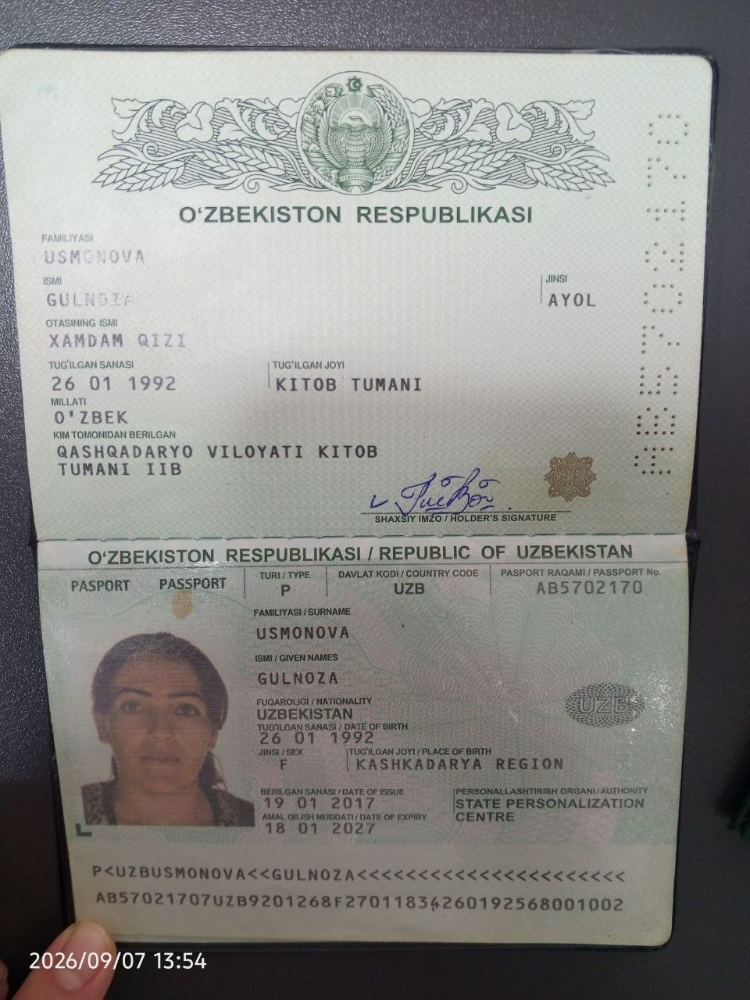 O‘ZBEKISTON RESPUBLIKASI
FAMILIYASI
USMONOVA
ISMI
GULNOZA
JINSI
AYOL
OTASINING ISMI
XAMDAM QIZI
TUG‘ILGAN SANASI
26 01 1992
TUG‘ILGAN JOYI
KITOB TUMANI
MILLATI
O'ZBEK
KIM TOMONIDAN BERILGAN
QASHQADARYO VILOYATI KITOB
TUMANI IIB
SHAXSIY IMZO / HOLDER'S SIGNATURE
AB5702170
O‘ZBEKISTON RESPUBLIKASI / REPUBLIC OF UZBEKISTAN
PASPORT PASSPORT
TURI / TYPE
P
DAVLAT KODI / COUNTRY CODE
UZB
PASPORT RAQAMI / PASSPORT No.
AB5702170
FAMILIYASI / SURNAME
USMONOVA
ISMI / GIVEN NAMES
GULNOZA
FUQAROLIGI / NATIONALITY
UZBEKISTAN
TUG‘ILGAN SANASI / DATE OF BIRTH
26 01 1992
JINSI / SEX
F
TUG‘ILGAN JOYI / PLACE OF BIRTH
KASHKADARYA REGION
BERILGAN SANASI / DATE OF ISSUE
19 01 2017
AMAL QILISH MUDDATI / DATE OF EXPIRY
18 01 2027
PERSONALLASHTIRISH ORGANI / AUTHORITY
STATE PERSONALIZATION
CENTRE
UZB
P<UZBUSMONOVA<<GULNOZA<<<<<<<<<<<<<<<<<<<<<<
AB57021707UZB9201268F27011834260192568001002
2026/09/07 13:54